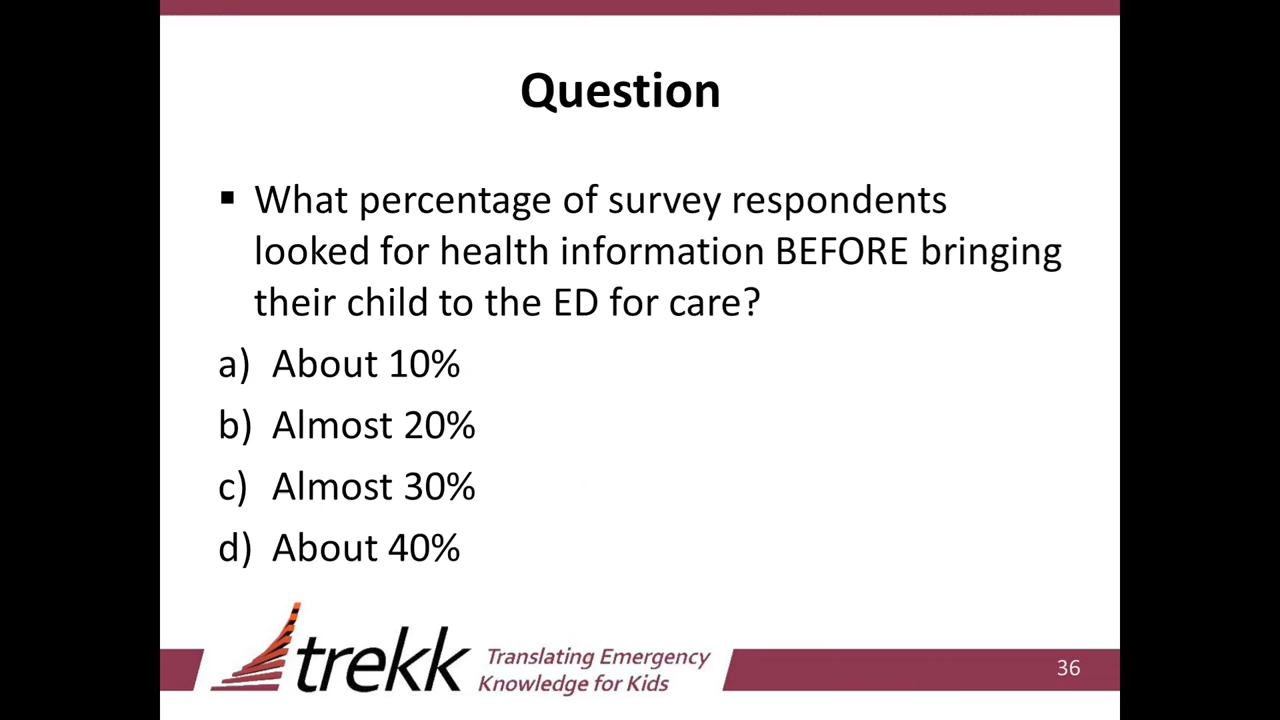 Question
▪ What percentage of survey respondents
looked for health information BEFORE bringing
their child to the ED for care?
a) About 10%
b) Almost 20%
c) Almost 30%
d) About 40%
trekk
Translating Emergency
Knowledge for Kids
36